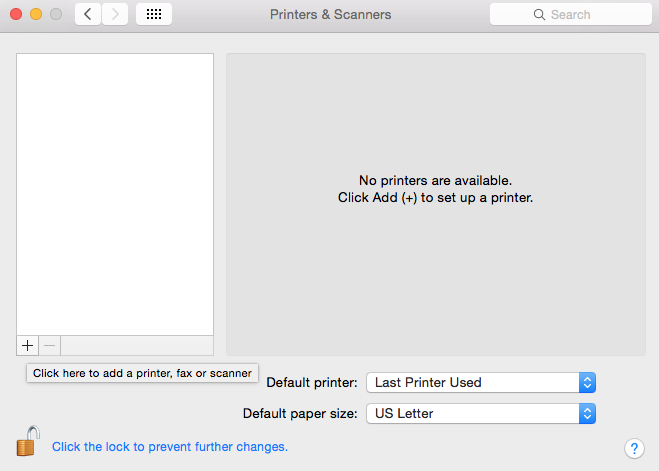 Printers & Scanners
Search
No printers are available.
Click Add (+) to set up a printer.
Click here to add a printer, fax or scanner
Default printer: Last Printer Used
Default paper size: US Letter
Click the lock to prevent further changes.
?